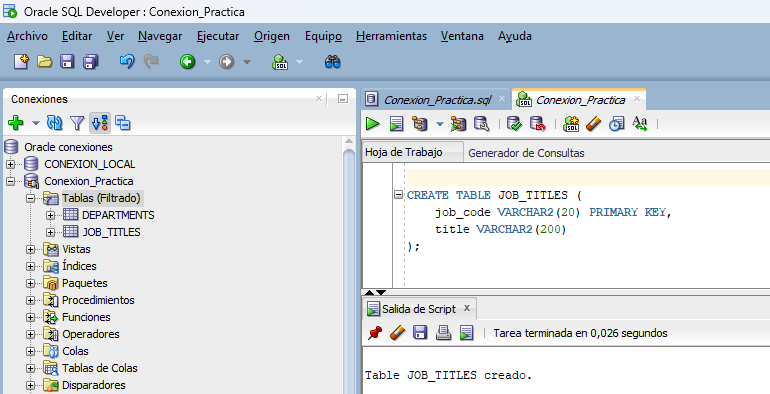 Oracle SQL Developer : Conexion_Practica
Archivo Editar Ver Navegar Ejecutar Origen Equipo Herramientas Ventana Ayuda
SQL
Conexiones
Oracle conexiones
CONEXION_LOCAL
Conexion_Practica
Tablas (Filtrado)
DEPARTMENTS
JOB_TITLES
Vistas
Índices
Paquetes
Procedimientos
Funciones
Operadores
Colas
Tablas de Colas
Disparadores
Conexion_Practica.sql Conexion_Practica
SQL Aa
Hoja de Trabajo Generador de Consultas
CREATE TABLE JOB_TITLES (
job_code VARCHAR2(20) PRIMARY KEY,
title VARCHAR2(200)
);
Salida de Script
Tarea terminada en 0,026 segundos
Table JOB_TITLES creado.